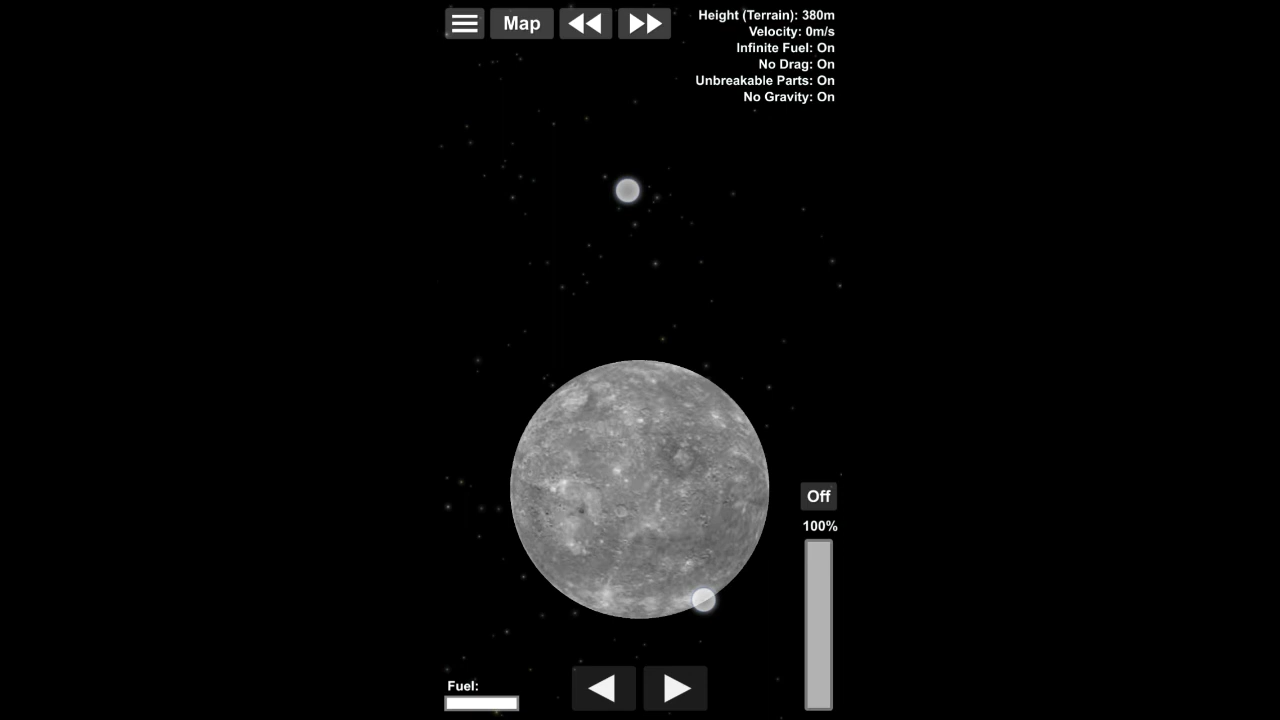 Map
Height (Terrain): 380m
Velocity: 0m/s
Infinite Fuel: On
No Drag: On
Unbreakable Parts: On
No Gravity: On
Off
100%
Fuel: